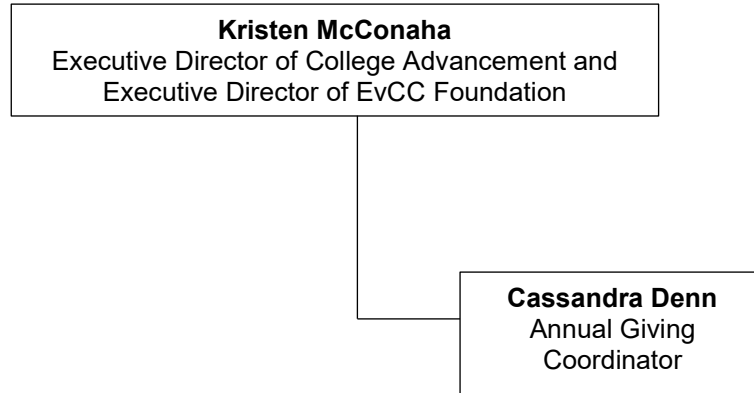 Kristen McConaha
Executive Director of College Advancement and
Executive Director of EvCC Foundation
Cassandra Denn
Annual Giving
Coordinator